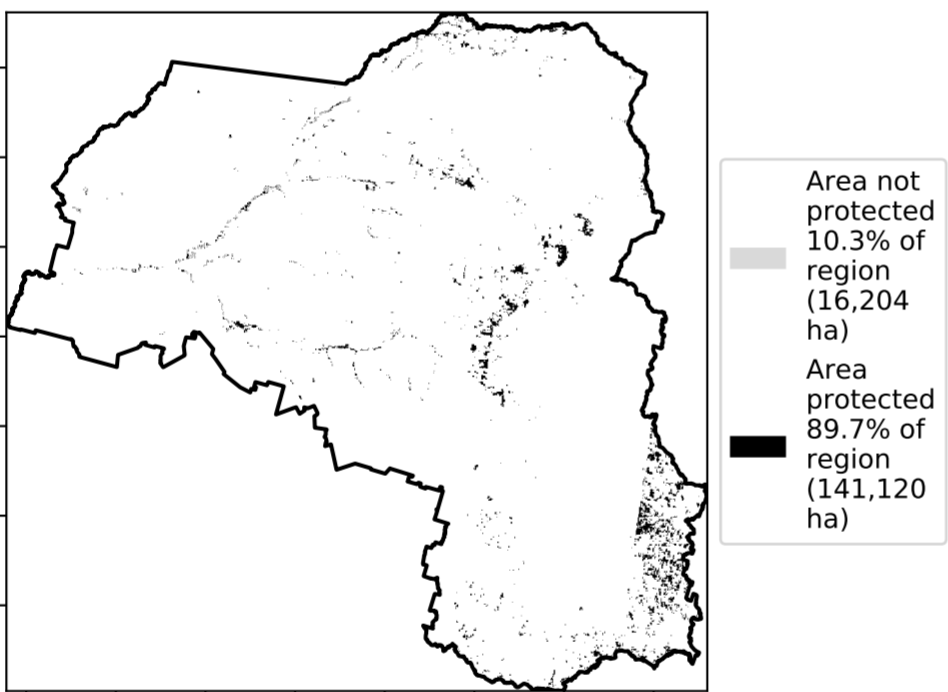 Area not
protected
10.3% of
region
(16,204
ha)
Area
protected
89.7% of
region
(141,120
ha)